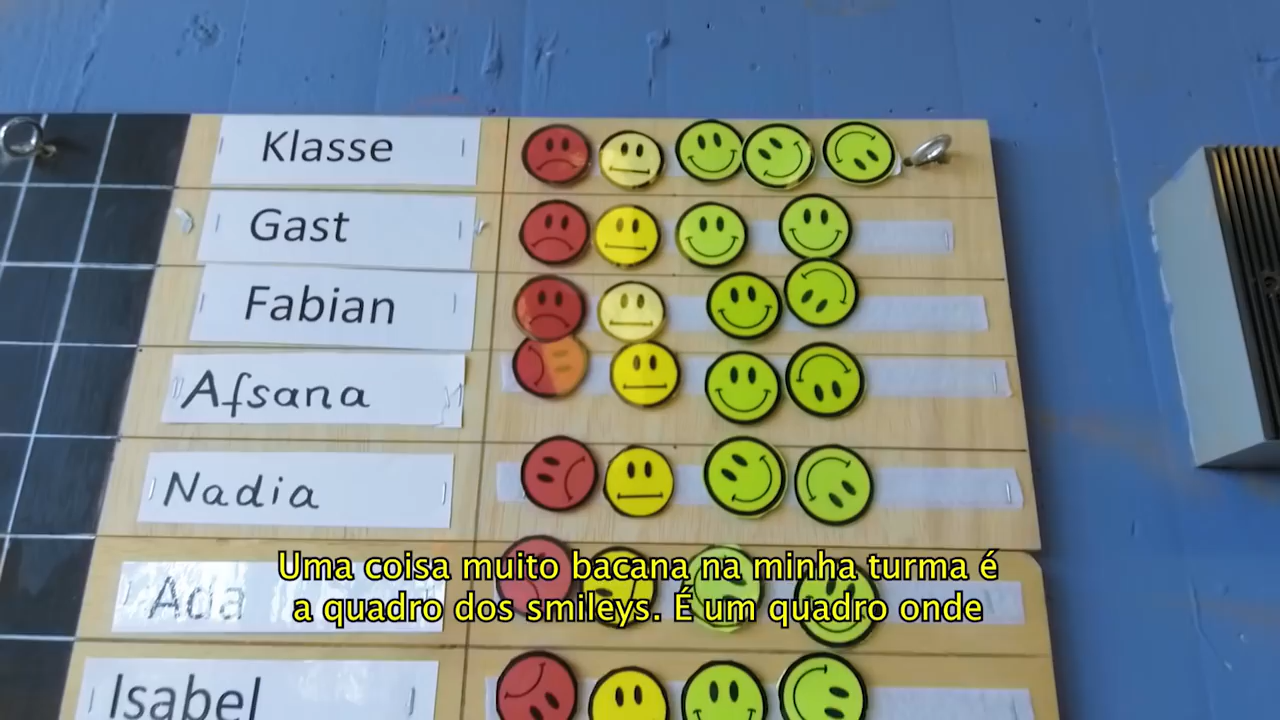 Klasse
Gast
Fabian
Afsana
Nadia
Ada
Uma coisa muito bacana na minha turma é
a quadro dos smileys. É um quadro onde
Isabel